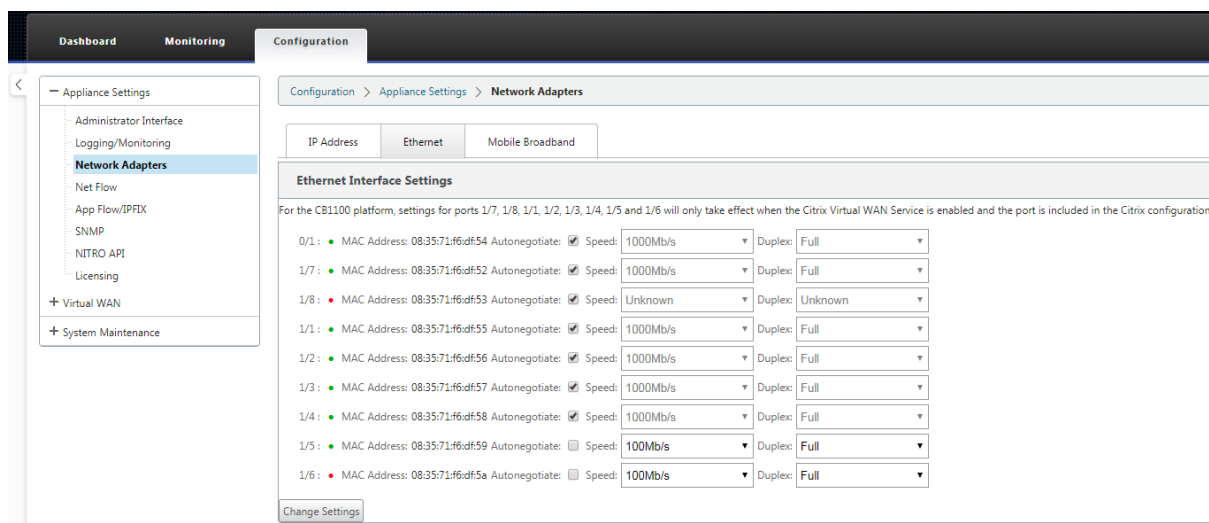 Dashboard Monitoring Configuration
− Appliance Settings
Administrator Interface
Logging/Monitoring
Network Adapters
Net Flow
App Flow/IPFIX
SNMP
NITRO API
Licensing
+ Virtual WAN
+ System Maintenance
Configuration > Appliance Settings > Network Adapters
IP Address Ethernet Mobile Broadband
Ethernet Interface Settings
For the CB1100 platform, settings for ports 1/7, 1/8, 1/1, 1/2, 1/3, 1/4, 1/5 and 1/6 will only take effect when the Citrix Virtual WAN Service is enabled and the port is included in the Citrix configuration
0/1 : MAC Address: 08:35:71:f6:df:54 Autonegotiate: Speed: 1000Mb/s Duplex: Full
1/7 : MAC Address: 08:35:71:f6:df:52 Autonegotiate: Speed: 1000Mb/s Duplex: Full
1/8 : MAC Address: 08:35:71:f6:df:53 Autonegotiate: Speed: Unknown Duplex: Unknown
1/1 : MAC Address: 08:35:71:f6:df:55 Autonegotiate: Speed: 1000Mb/s Duplex: Full
1/2 : MAC Address: 08:35:71:f6:df:56 Autonegotiate: Speed: 1000Mb/s Duplex: Full
1/3 : MAC Address: 08:35:71:f6:df:57 Autonegotiate: Speed: 1000Mb/s Duplex: Full
1/4 : MAC Address: 08:35:71:f6:df:58 Autonegotiate: Speed: 1000Mb/s Duplex: Full
1/5 : MAC Address: 08:35:71:f6:df:59 Autonegotiate: Speed: 100Mb/s Duplex: Full
1/6 : MAC Address: 08:35:71:f6:df:5a Autonegotiate: Speed: 100Mb/s Duplex: Full
Change Settings